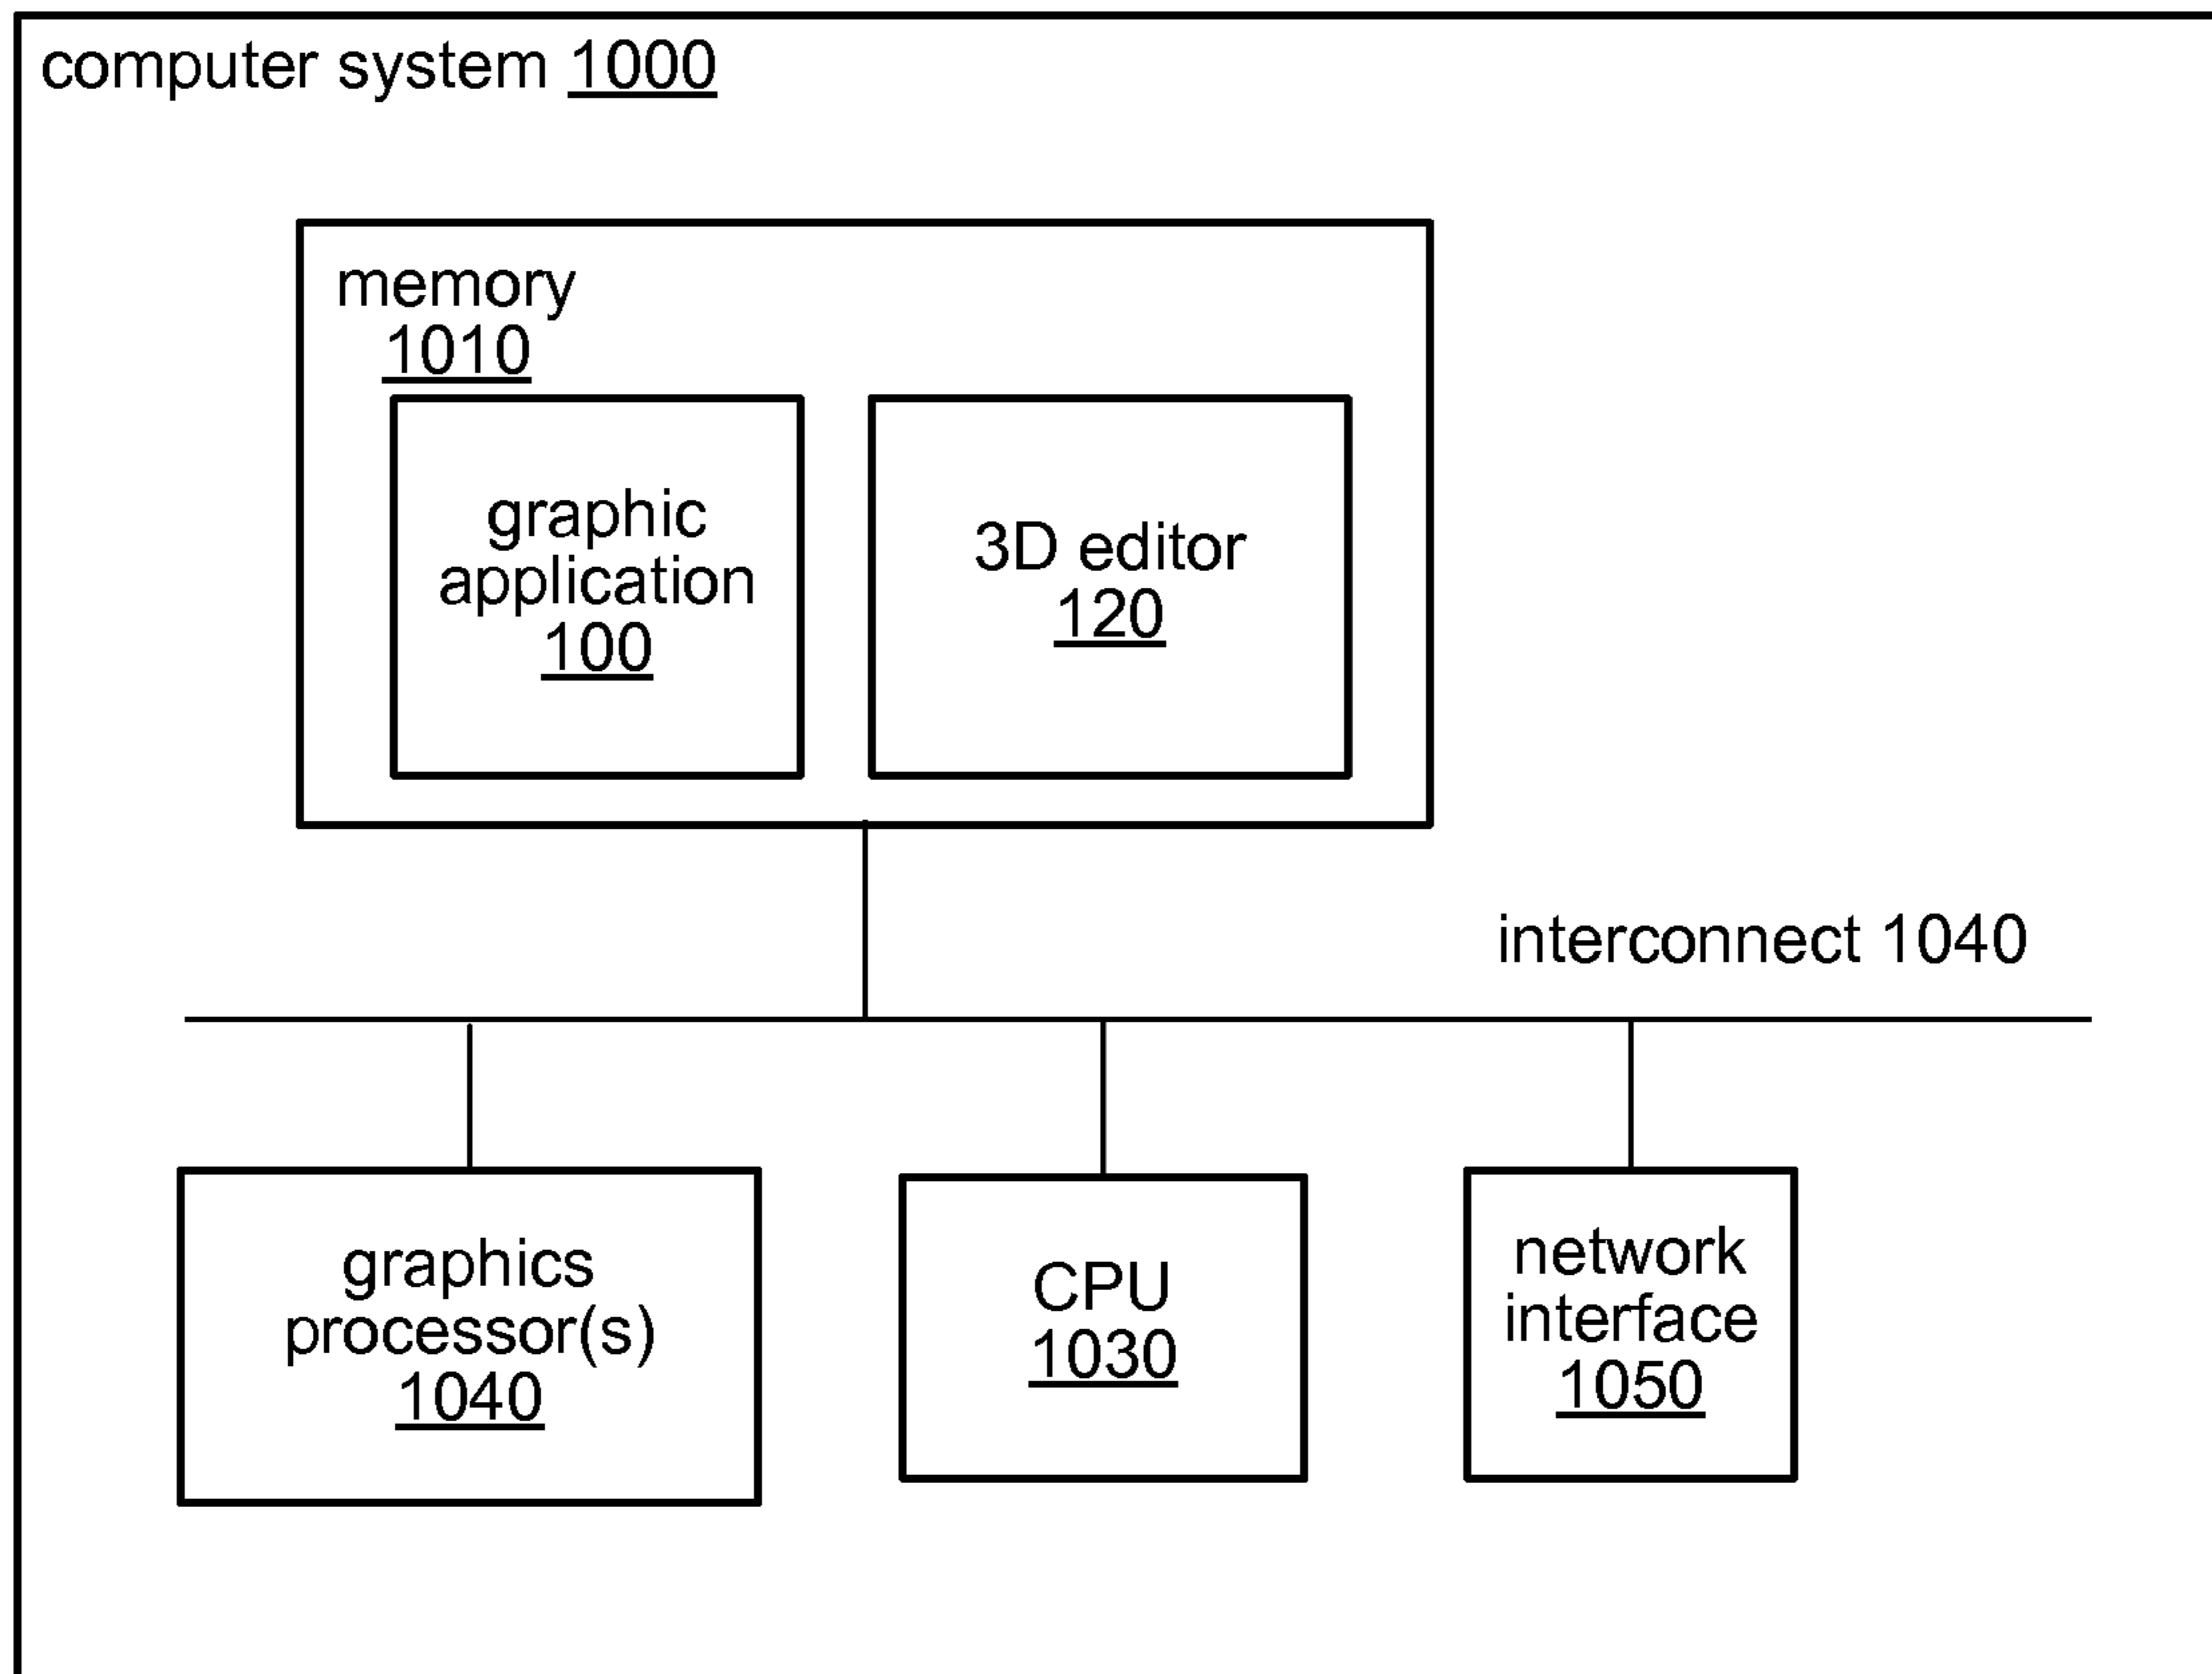 computer system 1000
memory
1010
graphic
application
100
3D editor
120
interconnect 1040
graphics
processor(s)
1040
CPU
1030
network
interface
1050